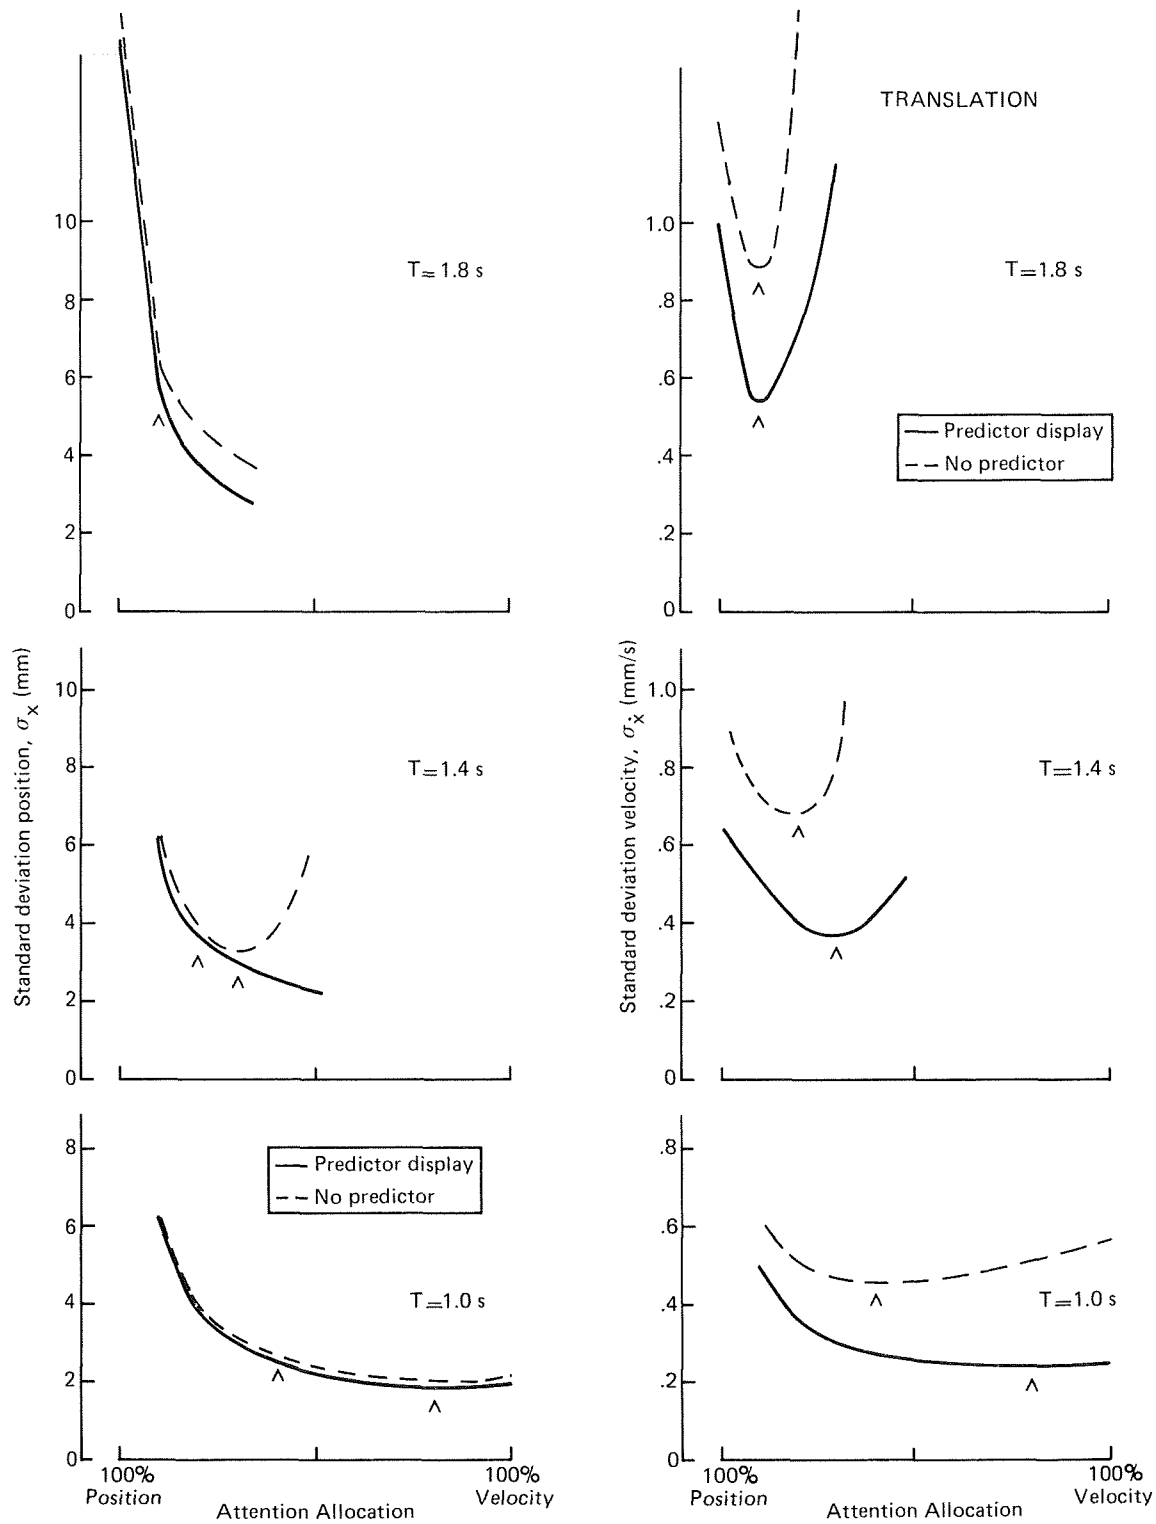 TRANSLATION
10
8
6
4
2
0
T=1.8 s
1.0
.8
.6
.4
.2
0
T=1.8 s
Predictor display
No predictor
Standard deviation position, σx (mm)
10
8
6
4
2
0
T=1.4 s
Standard deviation velocity, σẋ (mm/s)
1.0
.8
.6
.4
.2
0
T=1.4 s
8
6
4
2
0
Predictor display
No predictor
T=1.0 s
100%
Position
Attention Allocation
100%
Velocity
.8
.6
.4
.2
0
T=1.0 s
100%
Position
Attention Allocation
100%
Velocity